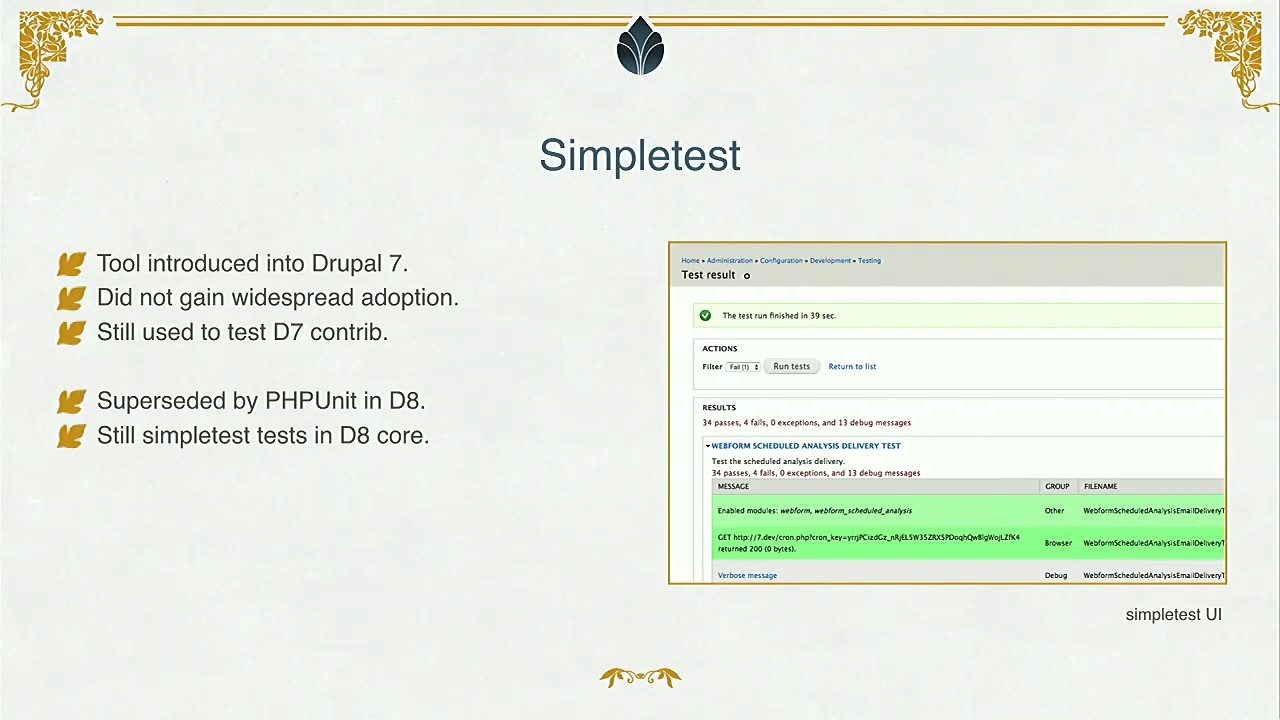 Simpletest
Tool introduced into Drupal 7.
Did not gain widespread adoption.
Still used to test D7 contrib.
Superseded by PHPUnit in D8.
Still simpletest tests in D8 core.
Home » Administration » Configuration » Development » Testing
Test result
The test run finished in 39 sec.
ACTIONS
Filter Fail (1) Run tests Return to list
RESULTS
34 passes, 4 fails, 0 exceptions, and 13 debug messages
WEBFORM SCHEDULED ANALYSIS DELIVERY TEST
Test the scheduled analysis delivery.
34 passes, 4 fails, 0 exceptions, and 13 debug messages
MESSAGE GROUP FILENAME
Enabled modules: webform, webform_scheduled_analysis Other WebformScheduledAnalysisEmailDeliveryT
GET Browser WebformScheduledAnalysisEmailDeliveryT
returned 200 (0 bytes).
Verbose message Debug WebformScheduledAnalysisEmailDeliveryT
simpletest UI